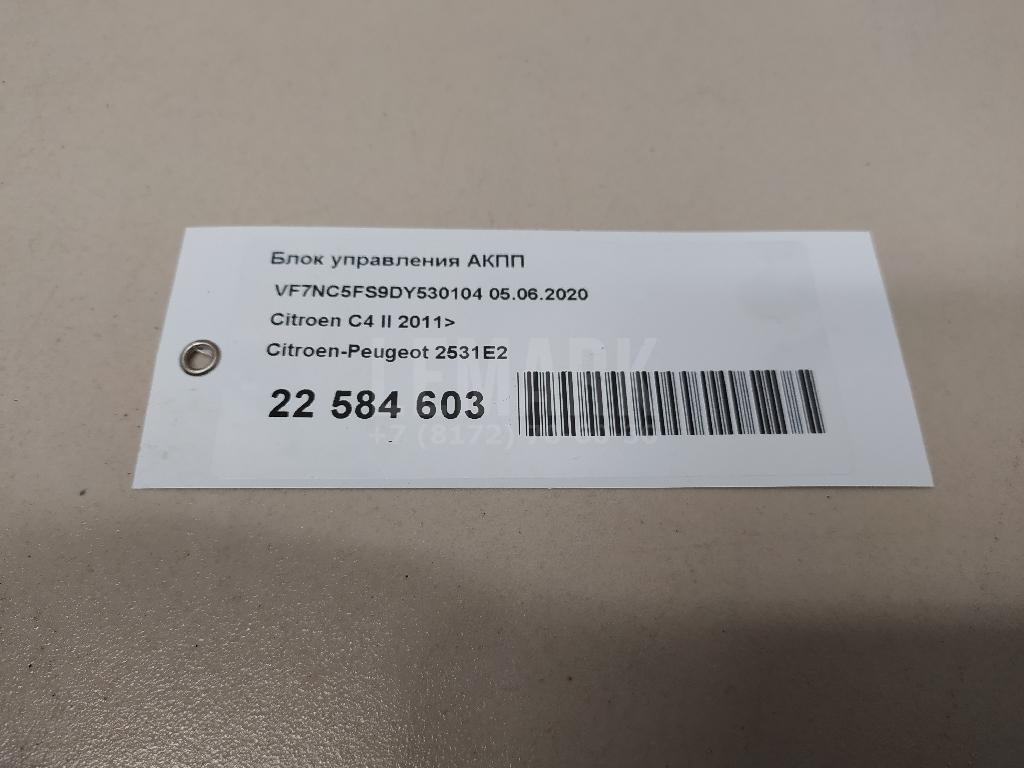 Блок управления АКПП
VF7NC5FS9DY530104 05.06.2020
Citroen C4 II 2011>
Citroen-Peugeot 2531E2
LEMARK
22 584 603
+7 (8172)